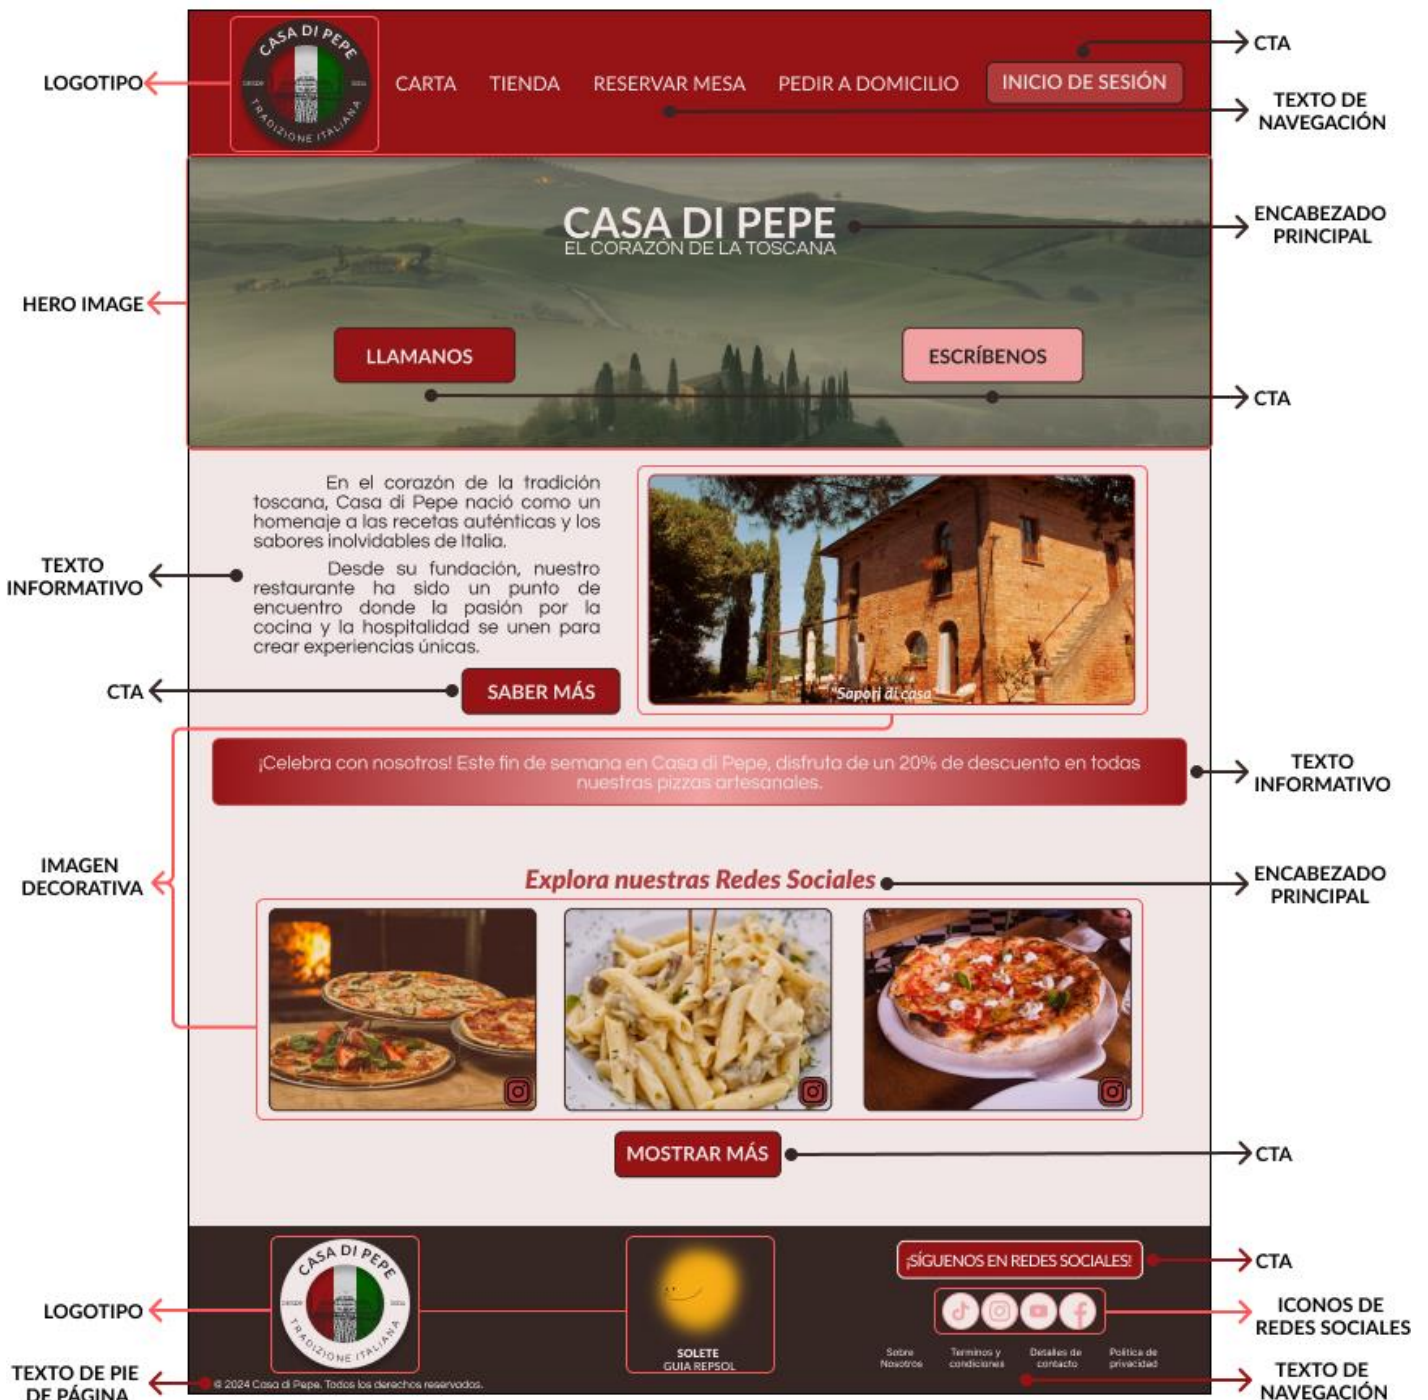 LOGOTIPO
CASA DI PEPE
DESDE 2024
TRADIZIONE ITALIANA
CARTA TIENDA RESERVAR MESA PEDIR A DOMICILIO INICIO DE SESIÓN
CTA
TEXTO DE
NAVEGACIÓN
HERO IMAGE
CASA DI PEPE
EL CORAZÓN DE LA TOSCANA
ENCABEZADO
PRINCIPAL
LLAMANOS
ESCRÍBENOS
CTA
TEXTO
INFORMATIVO
En el corazón de la tradición
toscana, Casa di Pepe nació como un
homenaje a las recetas auténticas y los
sabores inolvidables de Italia.
Desde su fundación, nuestro
restaurante ha sido un punto de
encuentro donde la pasión por la
cocina y la hospitalidad se unen para
crear experiencias únicas.
CTA
SABER MÁS
"Sapori di casa"
¡Celebra con nosotros! Este fin de semana en Casa di Pepe, disfruta de un 20% de descuento en todas
nuestras pizzas artesanales.
TEXTO
INFORMATIVO
IMAGEN
DECORATIVA
Explora nuestras Redes Sociales
ENCABEZADO
PRINCIPAL
MOSTRAR MÁS
CTA
LOGOTIPO
CASA DI PEPE
DESDE 2024
TRADIZIONE ITALIANA
SOLETE
GUIA REPSOL
¡SÍGUENOS EN REDES SOCIALES!
CTA
ICONOS DE
REDES SOCIALES
Sobre
Nosotros
Terminos y
condiciones
Detalles de
contacto
Politica de
privacidad
TEXTO DE
NAVEGACIÓN
TEXTO DE PIE
DE PÁGINA
© 2024 Casa di Pepe. Todos los derechos reservados.